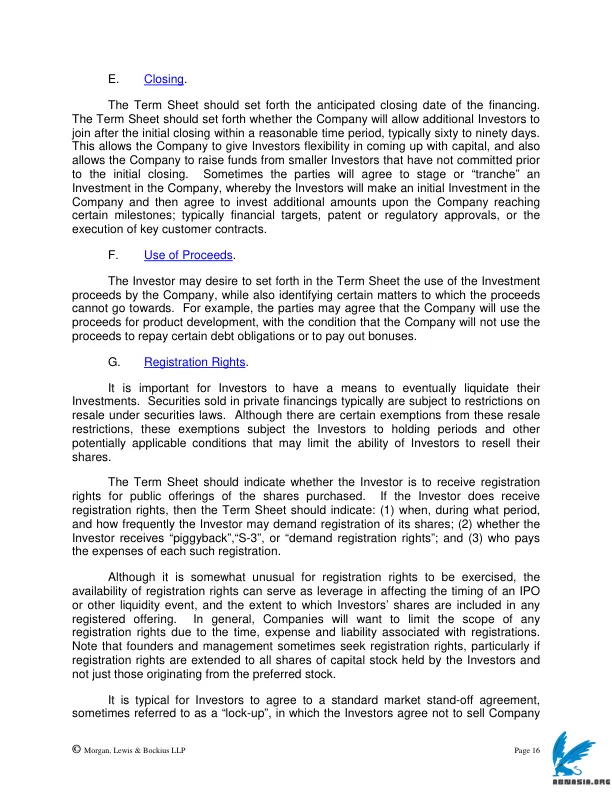 E. Closing.
The Term Sheet should set forth the anticipated closing date of the financing.
The Term Sheet should set forth whether the Company will allow additional Investors to
join after the initial closing within a reasonable time period, typically sixty to ninety days.
This allows the Company to give Investors flexibility in coming up with capital, and also
allows the Company to raise funds from smaller Investors that have not committed prior
to the initial closing. Sometimes the parties will agree to stage or “tranche” an
Investment in the Company, whereby the Investors will make an initial Investment in the
Company and then agree to invest additional amounts upon the Company reaching
certain milestones; typically financial targets, patent or regulatory approvals, or the
execution of key customer contracts.
F. Use of Proceeds.
The Investor may desire to set forth in the Term Sheet the use of the Investment
proceeds by the Company, while also identifying certain matters to which the proceeds
cannot go towards. For example, the parties may agree that the Company will use the
proceeds for product development, with the condition that the Company will not use the
proceeds to repay certain debt obligations or to pay out bonuses.
G. Registration Rights.
It is important for Investors to have a means to eventually liquidate their
Investments. Securities sold in private financings typically are subject to restrictions on
resale under securities laws. Although there are certain exemptions from these resale
restrictions, these exemptions subject the Investors to holding periods and other
potentially applicable conditions that may limit the ability of Investors to resell their
shares.
The Term Sheet should indicate whether the Investor is to receive registration
rights for public offerings of the shares purchased. If the Investor does receive
registration rights, then the Term Sheet should indicate: (1) when, during what period,
and how frequently the Investor may demand registration of its shares; (2) whether the
Investor receives “piggyback”,“S-3”, or “demand registration rights”; and (3) who pays
the expenses of each such registration.
Although it is somewhat unusual for registration rights to be exercised, the
availability of registration rights can serve as leverage in affecting the timing of an IPO
or other liquidity event, and the extent to which Investors’ shares are included in any
registered offering. In general, Companies will want to limit the scope of any
registration rights due to the time, expense and liability associated with registrations.
Note that founders and management sometimes seek registration rights, particularly if
registration rights are extended to all shares of capital stock held by the Investors and
not just those originating from the preferred stock.
It is typical for Investors to agree to a standard market stand-off agreement,
sometimes referred to as a “lock-up”, in which the Investors agree not to sell Company
© Morgan, Lewis & Bockius LLP Page 16
ABNASIA.ORG